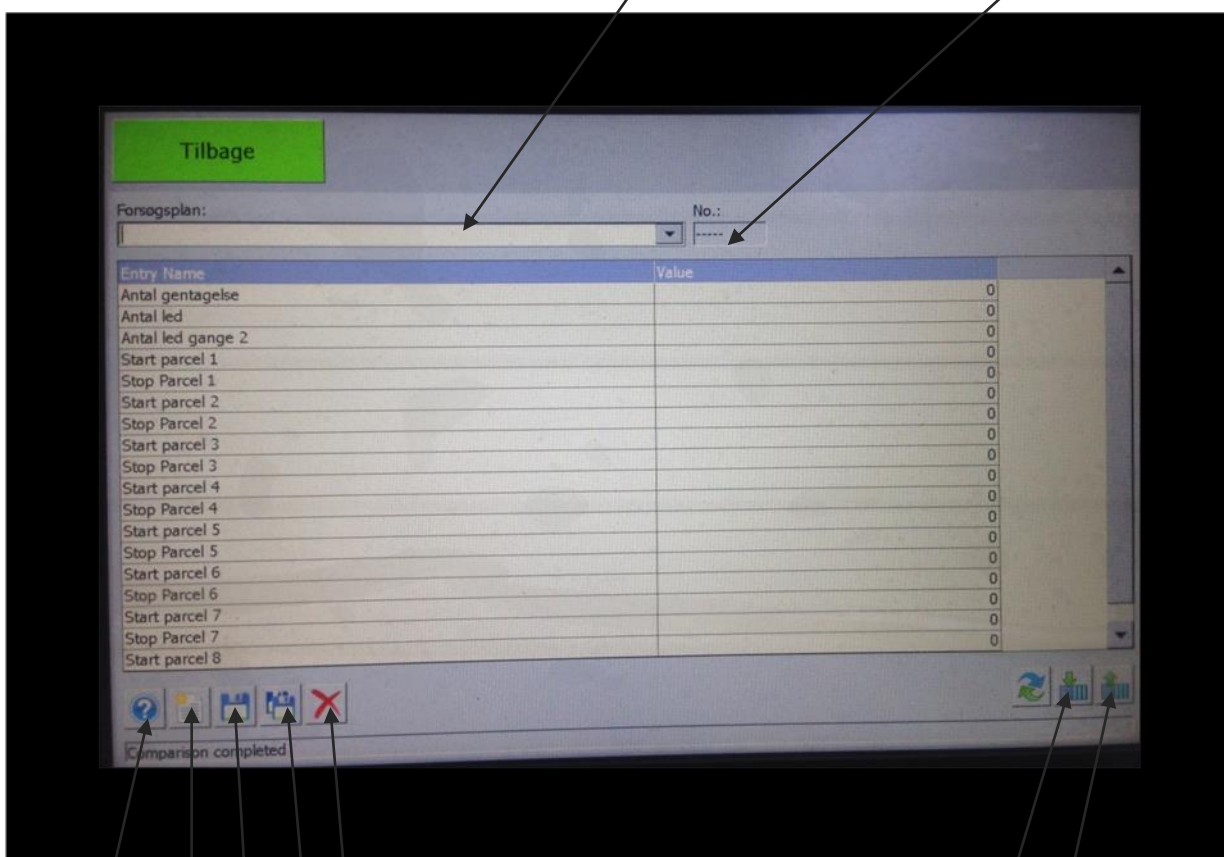 Tilbage
Forsøgsplan: No.:
-----
Entry Name Value
Antal gentagelse 0
Antal led 0
Antal led gange 2 0
Start parcel 1 0
Stop Parcel 1 0
Start parcel 2 0
Stop Parcel 2 0
Start parcel 3 0
Stop Parcel 3 0
Start parcel 4 0
Stop Parcel 4 0
Start parcel 5 0
Stop Parcel 5 0
Start parcel 6 0
Stop Parcel 6 0
Start parcel 7 0
Stop Parcel 7 0
Start parcel 8 0
Comparison completed